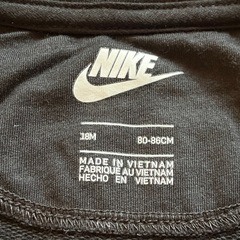 NIKE
18M 80-86CM
MADE IN VIETNAM
FABRIQUÉ AU VIETNAM
HECHO EN VIETNAM